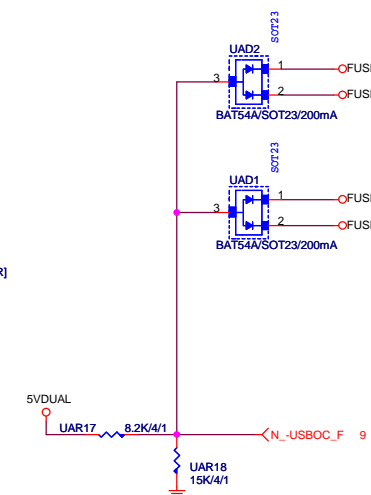 SOT23
UAD2
3
1
2
FUS
FUS
BAT54A/SOT23/200mA
SOT23
UAD1
3
1
2
FUS
FUS
BAT54A/SOT23/200mA
R]
5VDUAL
UAR17 8.2K/4/1
N_-USBOC_F 9
UAR18
15K/4/1